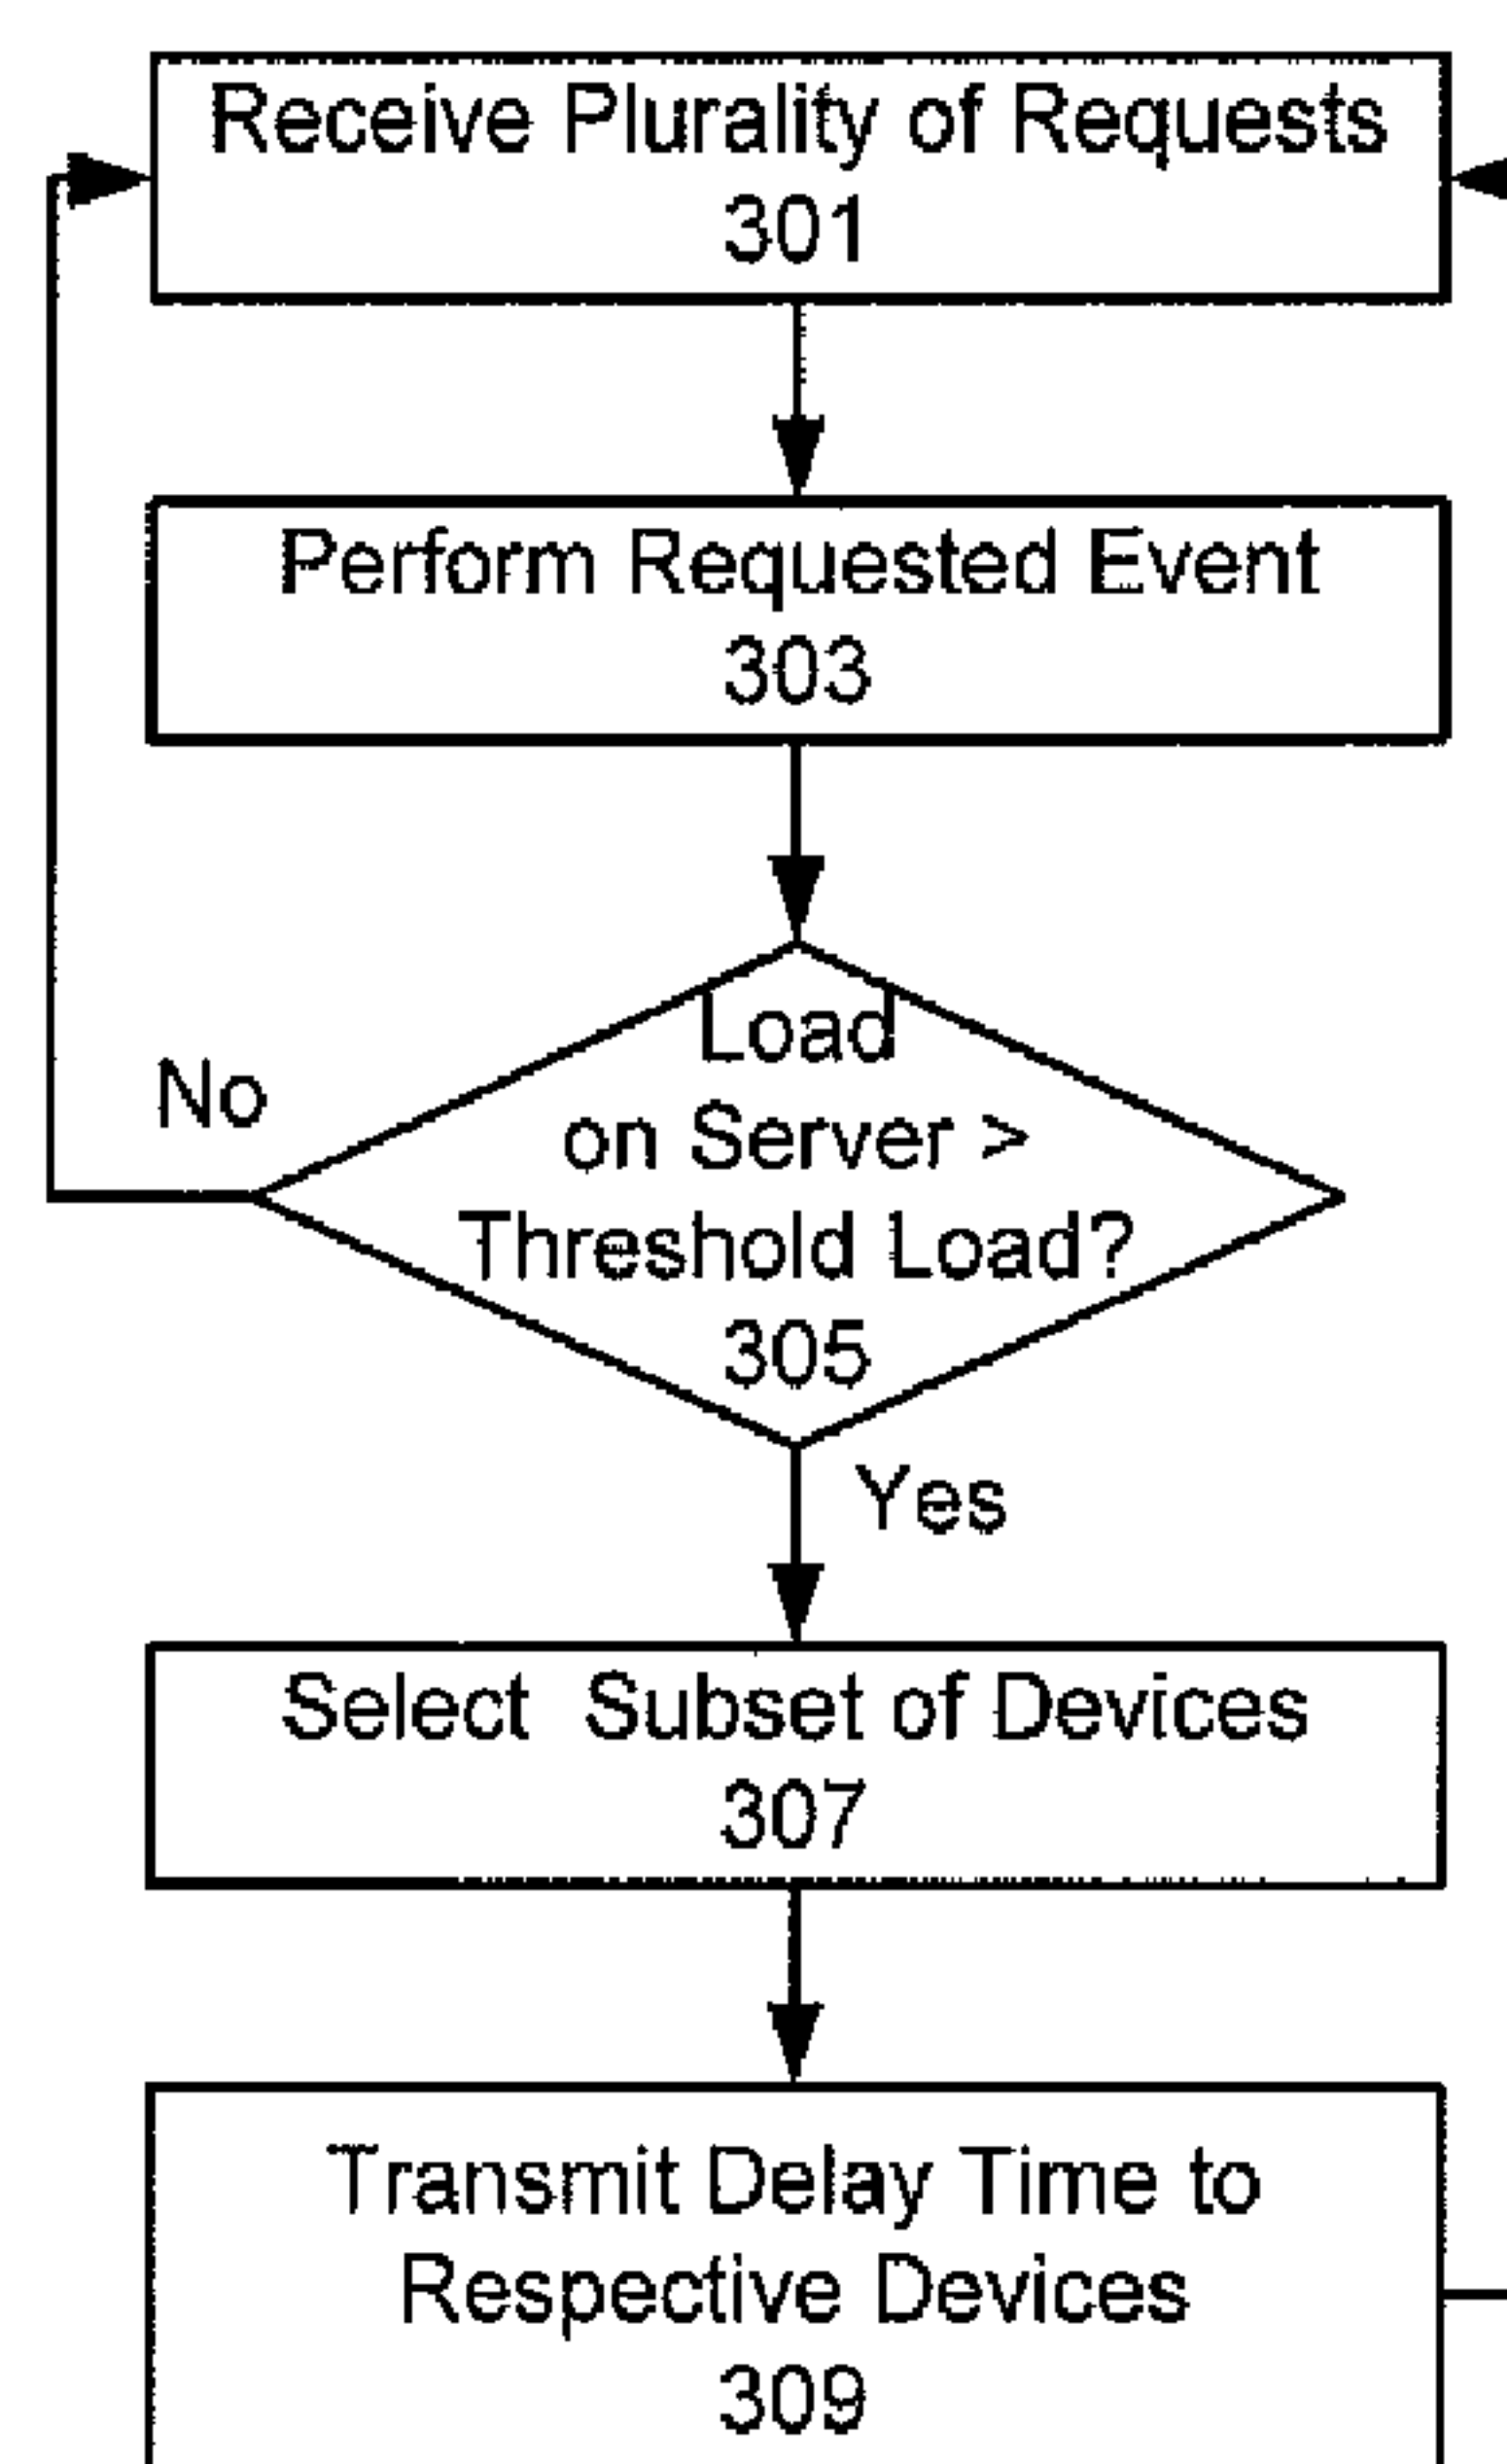 Receive Plurality of Requests
301
Perform Requested Event
303
Load
on Server >
Threshold Load?
305
No
Yes
Select Subset of Devices
307
Transmit Delay Time to
Respective Devices
309